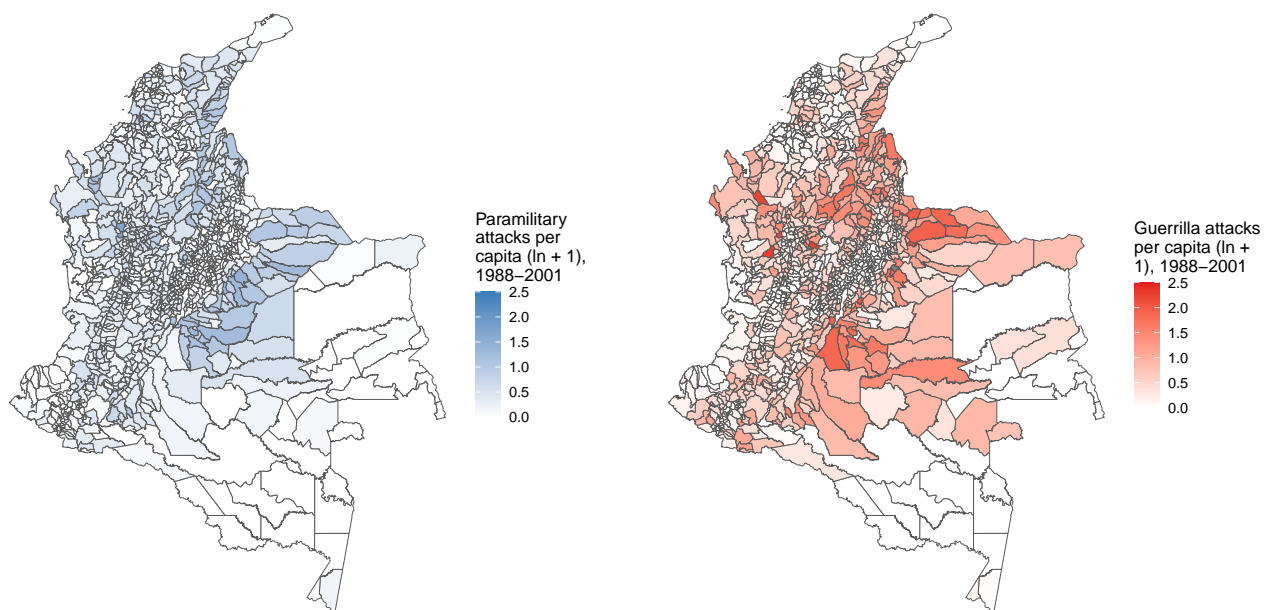 Paramilitary
attacks per
capita (ln + 1),
1988–2001
2.5
2.0
1.5
1.0
0.5
0.0
Guerrilla attacks
per capita (ln +
1), 1988–2001
2.5
2.0
1.5
1.0
0.5
0.0